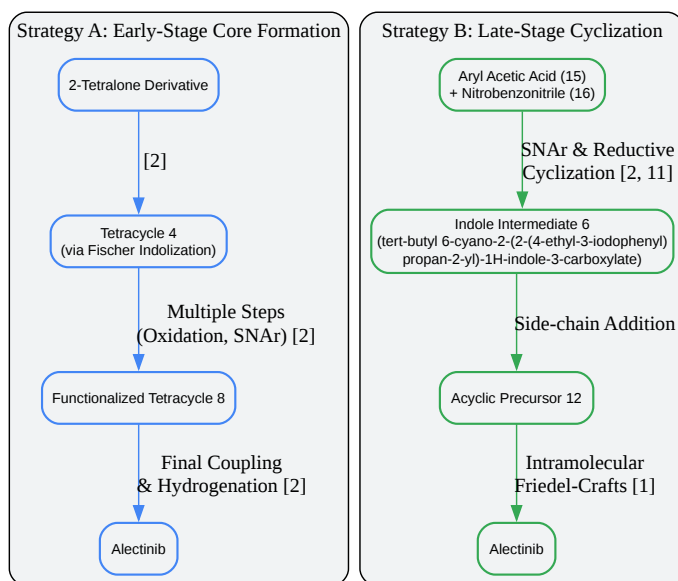 Strategy A: Early-Stage Core Formation
2-Tetralone Derivative
[2]
Tetracycle 4
(via Fischer Indolization)
Multiple Steps
(Oxidation, SNAr) [2]
Functionalized Tetracycle 8
Final Coupling
& Hydrogenation [2]
Alectinib
Strategy B: Late-Stage Cyclization
Aryl Acetic Acid (15)
+ Nitrobenzonitrile (16)
SNAr & Reductive
Cyclization [2, 11]
Indole Intermediate 6
(tert-butyl 6-cyano-2-(2-(4-ethyl-3-iodophenyl)
propan-2-yl)-1H-indole-3-carboxylate)
Side-chain Addition
Acyclic Precursor 12
Intramolecular
Friedel-Crafts [1]
Alectinib